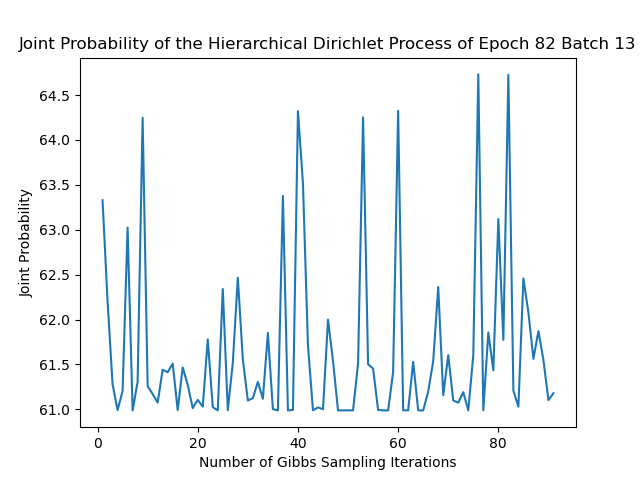 Joint Probability of the Hierarchical Dirichlet Process of Epoch 82 Batch 13
64.5
64.0
63.5
63.0
62.5
62.0
61.5
61.0
Joint Probability
0 20 40 60 80
Number of Gibbs Sampling Iterations